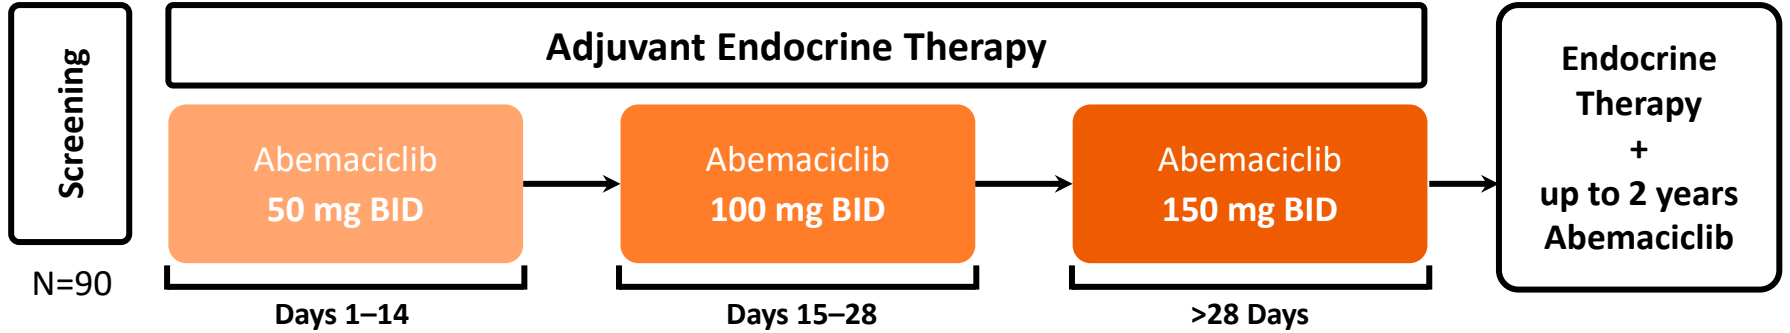 Screening
N=90
Adjuvant Endocrine Therapy
Abemaciclib
50 mg BID
Days 1–14
Abemaciclib
100 mg BID
Days 15–28
Abemaciclib
150 mg BID
>28 Days
Endocrine
Therapy
+
up to 2 years
Abemaciclib